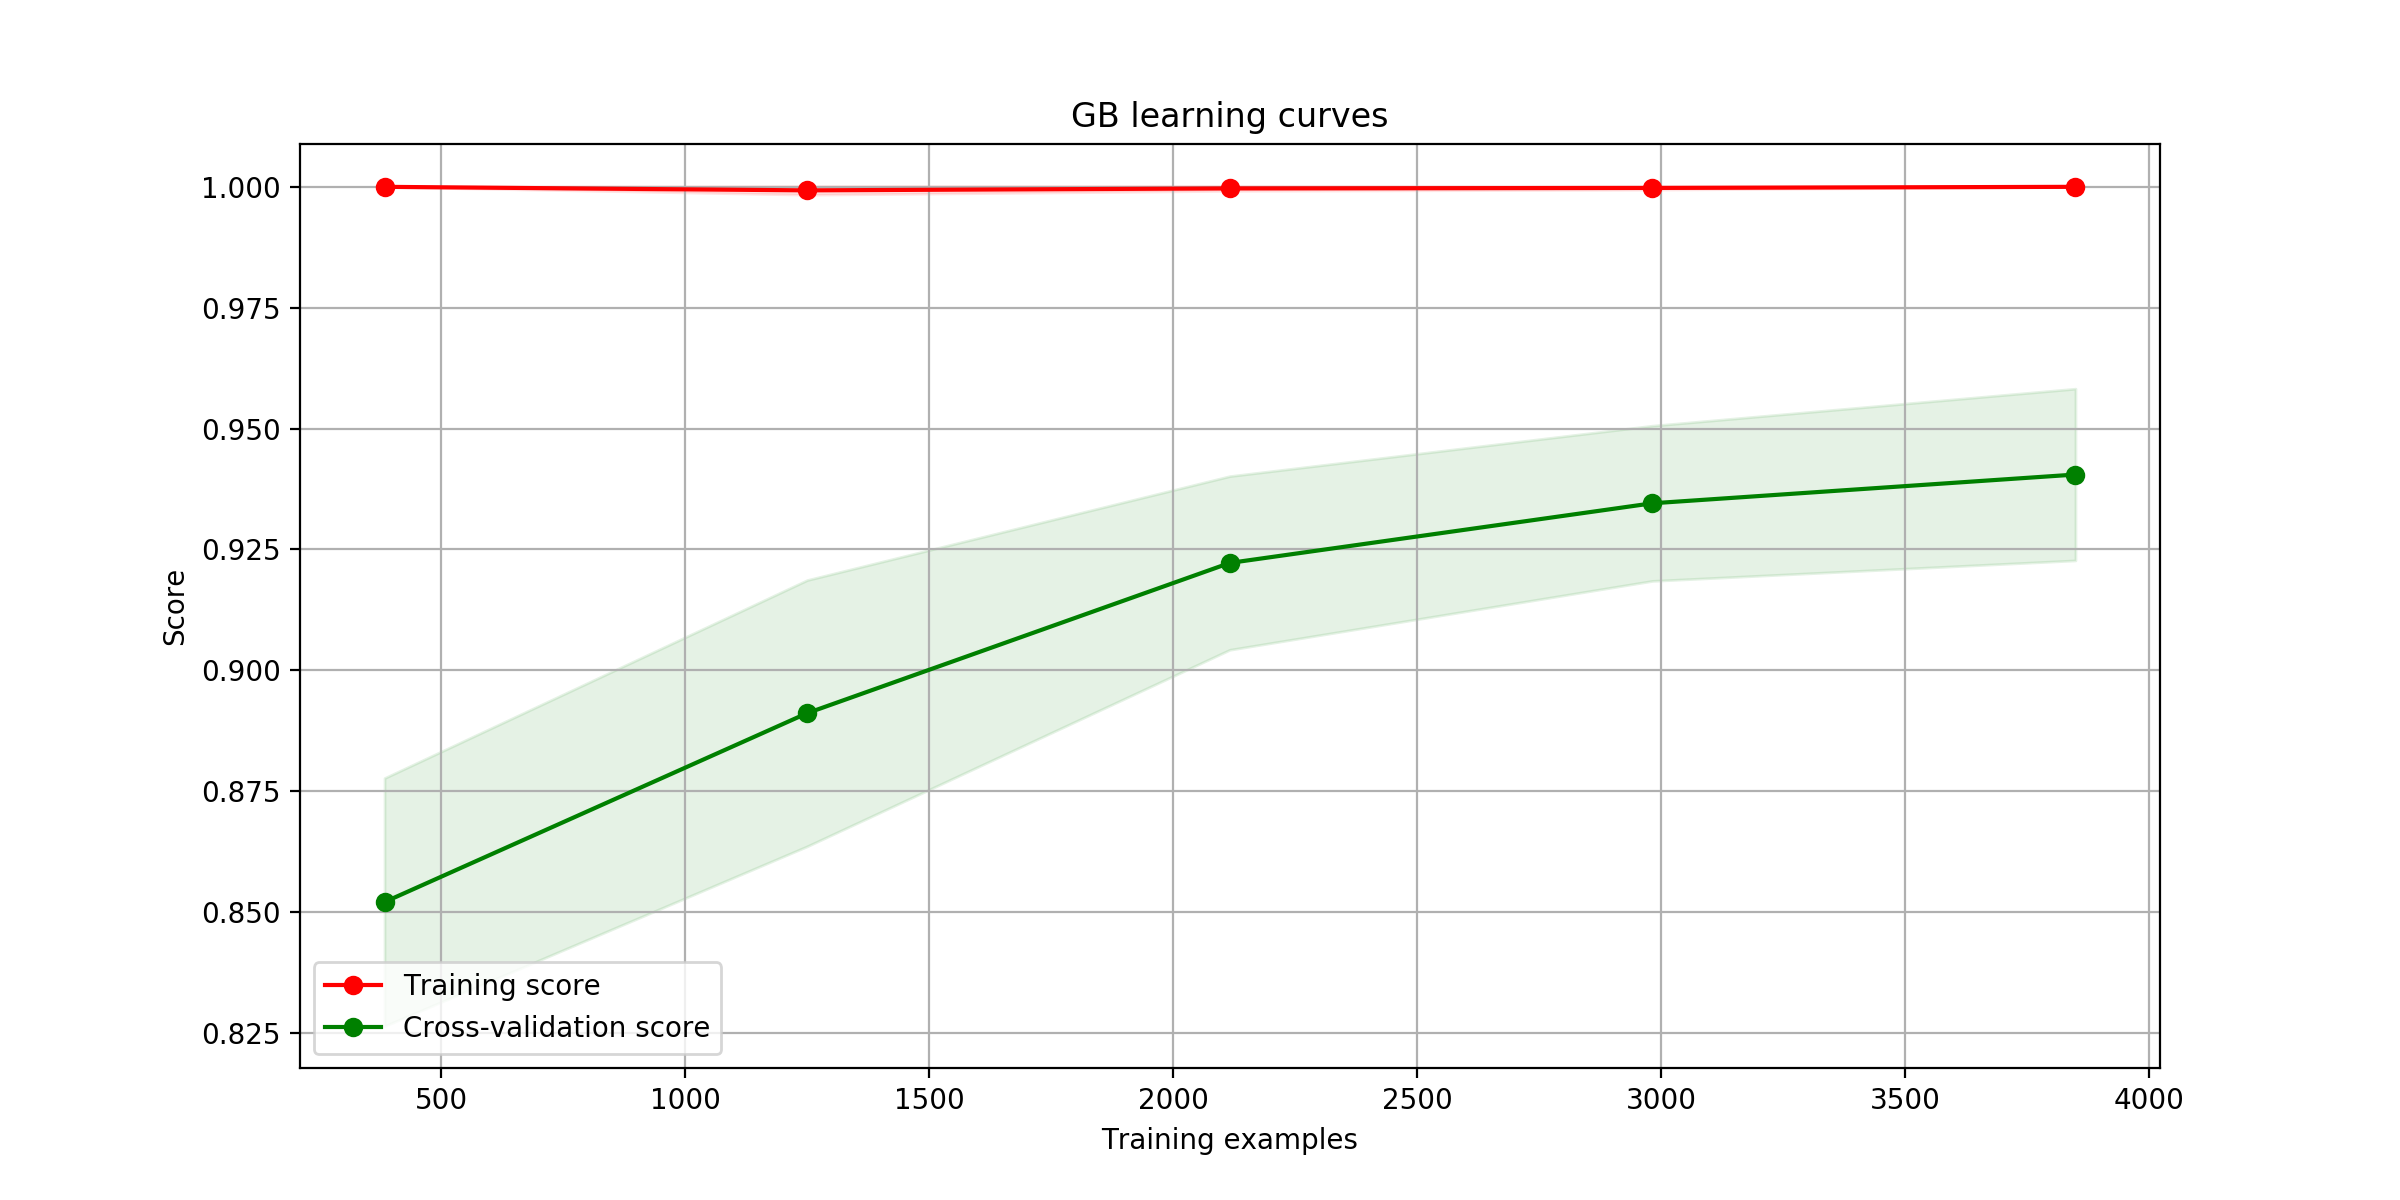 GB learning curves
1.000
0.975
0.950
0.925
0.900
0.875
0.850
0.825
Score
Training score
Cross-validation score
500 1000 1500 2000 2500 3000 3500 4000
Training examples